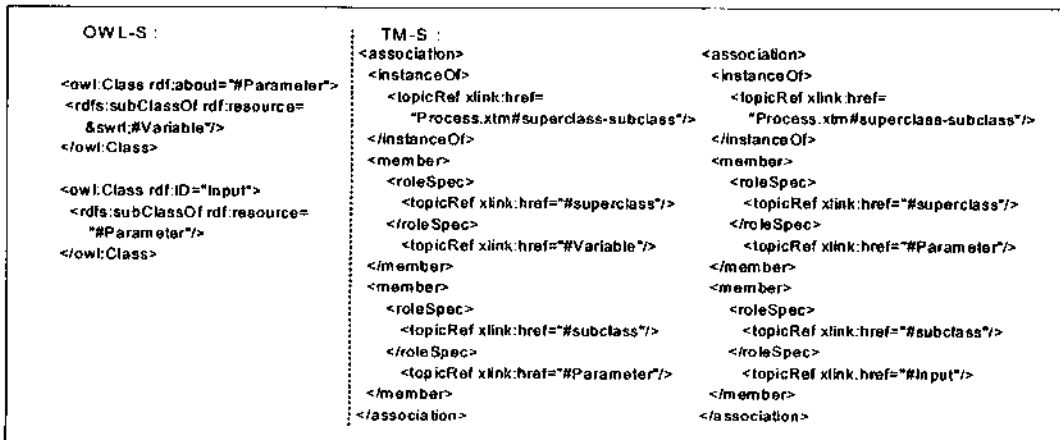 OWL-S :
<owl:Class rdf:about="#Parameter">
<rdfs:subClassOf rdf:resource=
&swrl;#Variable"/>
</owl:Class>
<owl:Class rdf:ID="Input">
<rdfs:subClassOf rdf:resource=
"#Parameter"/>
</owl:Class>
TM-S :
<association>
<instanceOf>
<topicRef xlink:href=
"Process.xtm#superclass-subclass"/>
</instanceOf>
<member>
<roleSpec>
<topicRef xlink:href="#superclass"/>
</roleSpec>
<topicRef xlink:href="#Variable"/>
</member>
<member>
<roleSpec>
<topicRef xlink:href="#subclass"/>
</roleSpec>
<topicRef xlink:href="#Parameter"/>
</member>
</association>
<association>
<instanceOf>
<topicRef xlink:href=
"Process.xtm#superclass-subclass"/>
</instanceOf>
<member>
<roleSpec>
<topicRef xlink:href="#superclass"/>
</roleSpec>
<topicRef xlink:href="#Parameter"/>
</member>
<member>
<roleSpec>
<topicRef xlink:href="#subclass"/>
</roleSpec>
<topicRef xlink:href="#Input"/>
</member>
</association>